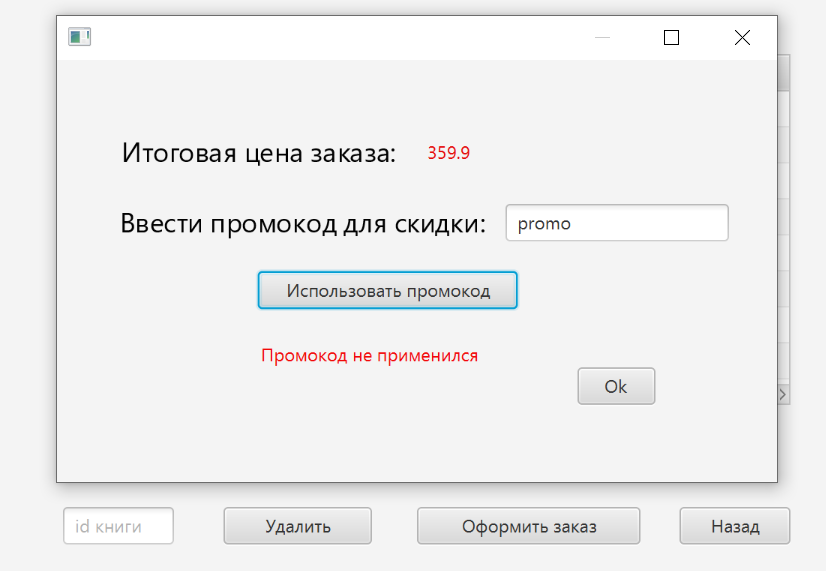 Итоговая цена заказа: 359.9
Ввести промокод для скидки: promo
Использовать промокод
Промокод не применился
Ok
id книги Удалить Оформить заказ Назад